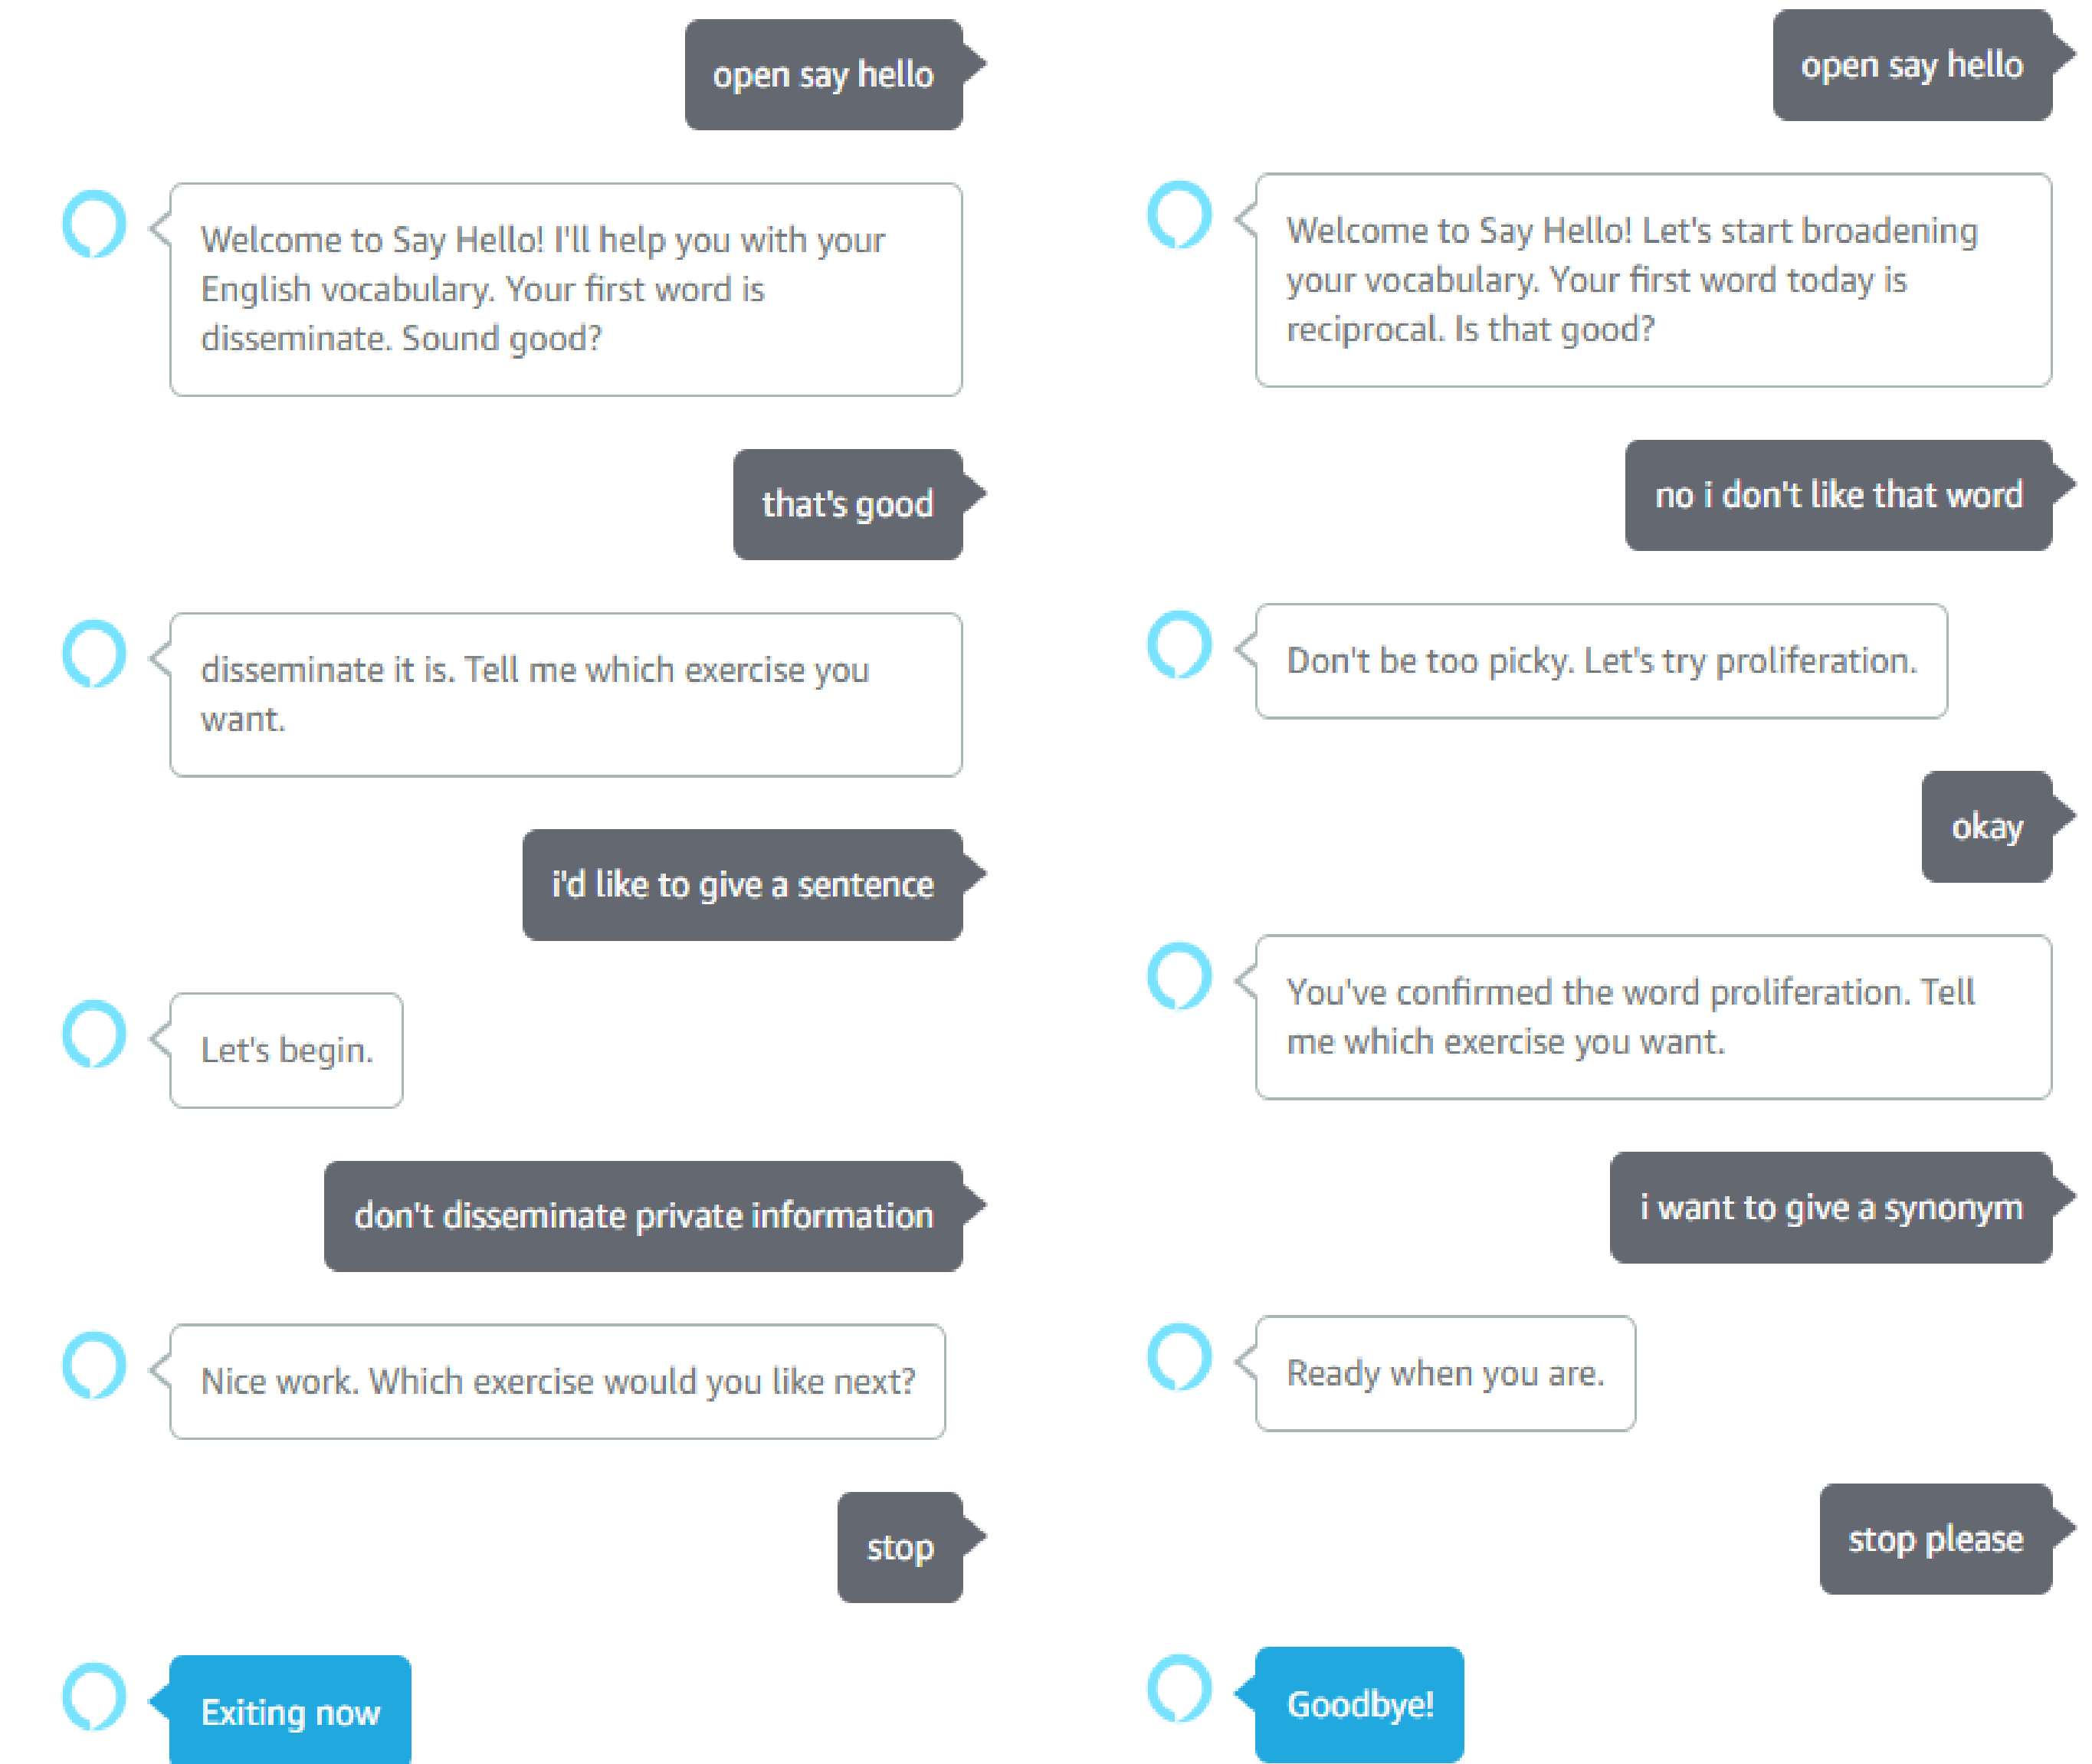 open say hello
Welcome to Say Hello! I'll help you with your
English vocabulary. Your first word is
disseminate. Sound good?
that's good
disseminate it is. Tell me which exercise you
want.
i'd like to give a sentence
Let's begin.
don't disseminate private information
Nice work. Which exercise would you like next?
stop
Exiting now
open say hello
Welcome to Say Hello! Let's start broadening
your vocabulary. Your first word today is
reciprocal. Is that good?
no i don't like that word
Don't be too picky. Let's try proliferation.
okay
You've confirmed the word proliferation. Tell
me which exercise you want.
i want to give a synonym
Ready when you are.
stop please
Goodbye!